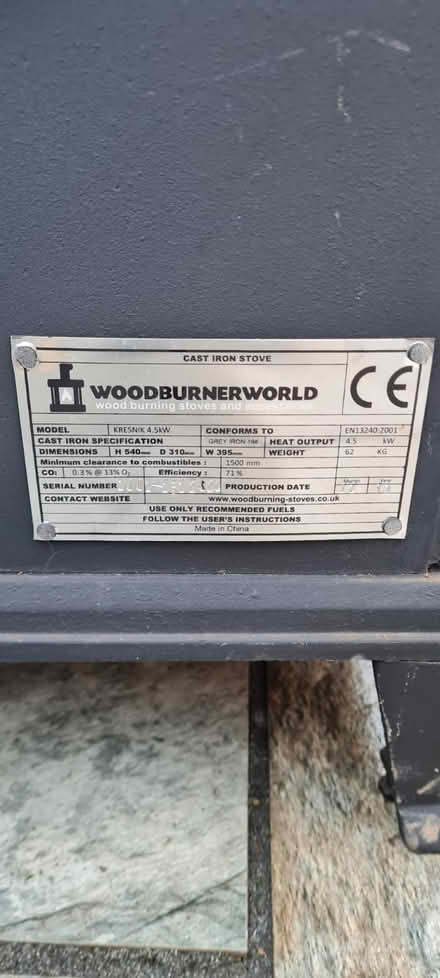 CAST IRON STOVE
WOODBURNERWORLD
wood burning stoves and
CE
MODEL KRESNIK 4.5kW CONFORMS TO EN13240:2001
CAST IRON SPECIFICATION GREY IRON HEAT OUTPUT 4.5 kW
DIMENSIONS H 540mm D 310mm W 395mm WEIGHT 62 KG
Minimum clearance to combustibles : 1500 mm
CO: 0.3% @ 13% O₂ Efficiency : 71%
SERIAL NUMBER PRODUCTION DATE
CONTACT WEBSITE www.woodburning-stoves.co.uk
USE ONLY RECOMMENDED FUELS
FOLLOW THE USER'S INSTRUCTIONS
Made in China